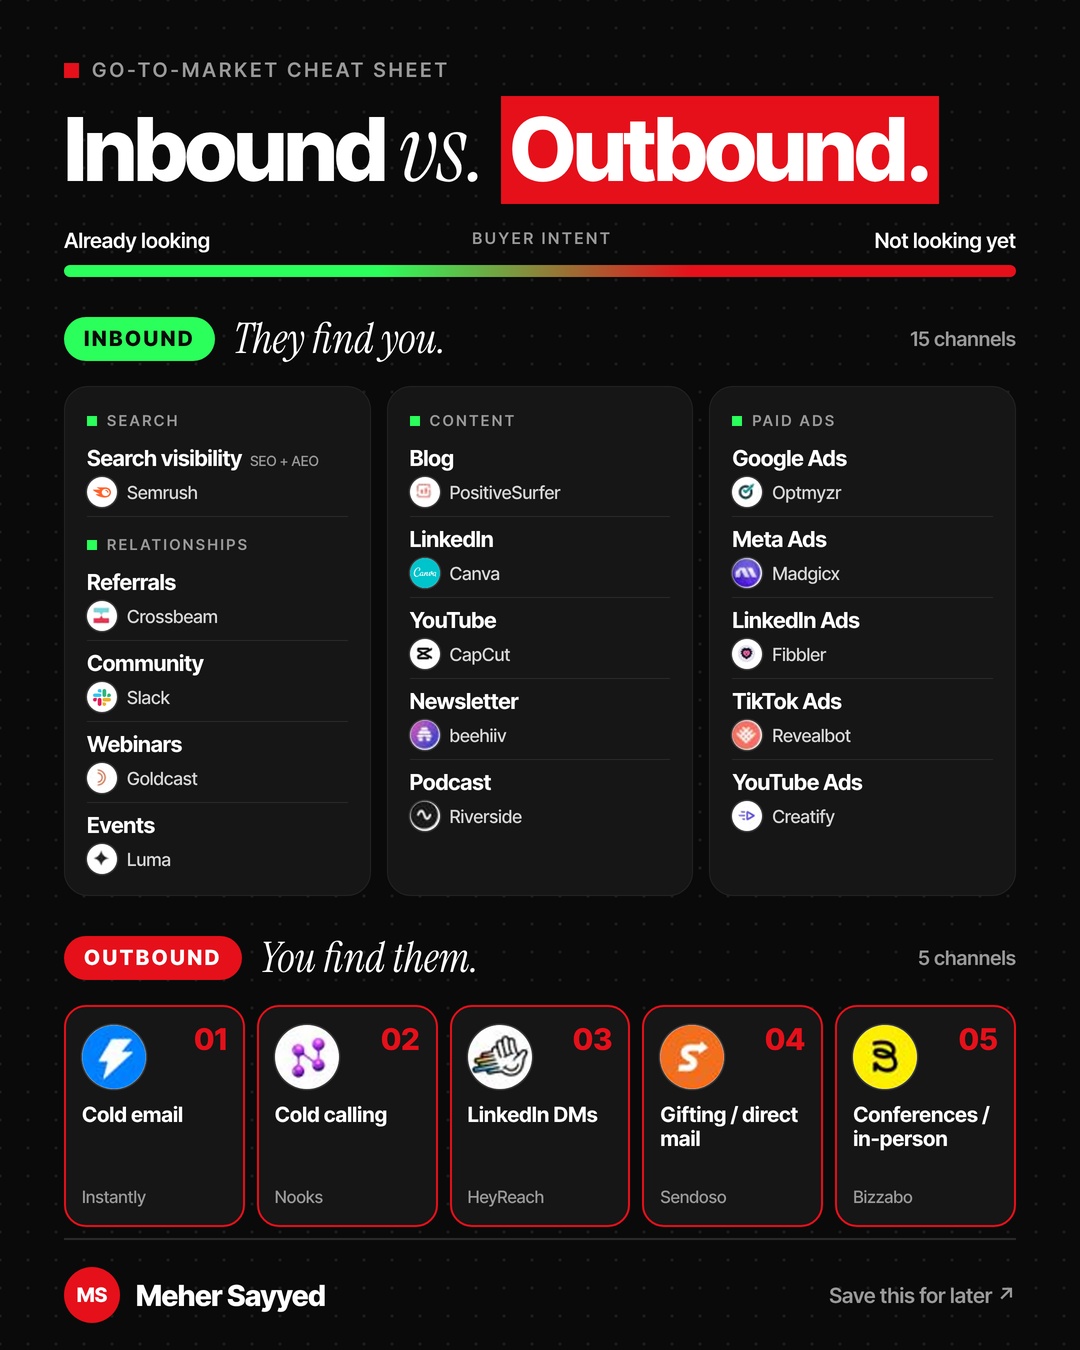 GO-TO-MARKET CHEAT SHEET
Inbound vs. Outbound.
Already looking
BUYER INTENT
Not looking yet
INBOUND
They find you.
15 channels
SEARCH
Search visibility SEO + AEO
Semrush
RELATIONSHIPS
Referrals
Crossbeam
Community
Slack
Webinars
Goldcast
Events
Luma
CONTENT
Blog
PositiveSurfer
LinkedIn
Canva
Canva
YouTube
CapCut
Newsletter
beehiiv
Podcast
Riverside
PAID ADS
Google Ads
Optmyzr
Meta Ads
Madgicx
LinkedIn Ads
Fibbler
TikTok Ads
Revealbot
YouTube Ads
Creatify
OUTBOUND
You find them.
5 channels
01
Cold email
Instantly
02
Cold calling
Nooks
03
LinkedIn DMs
HeyReach
04
Gifting / direct
mail
Sendoso
05
Conferences /
in-person
Bizzabo
MS
Meher Sayyed
Save this for later ↗